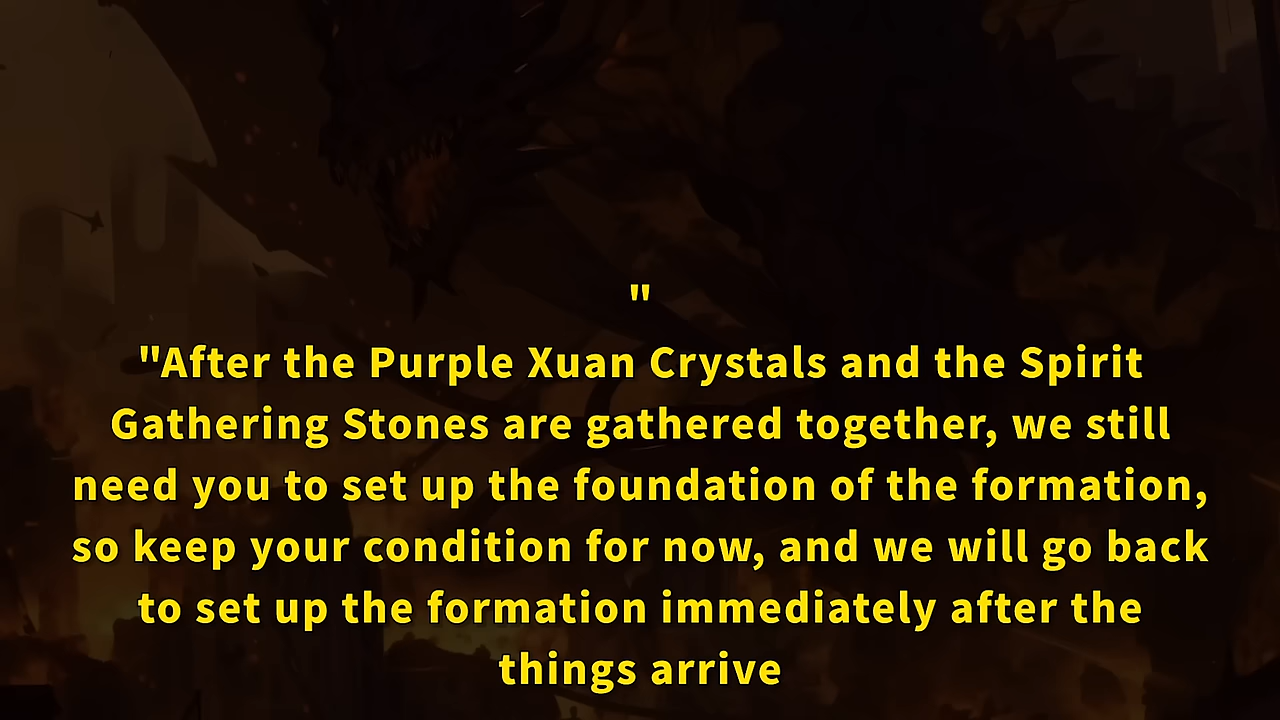 "
"After the Purple Xuan Crystals and the Spirit
Gathering Stones are gathered together, we still
need you to set up the foundation of the formation,
so keep your condition for now, and we will go back
to set up the formation immediately after the
things arrive